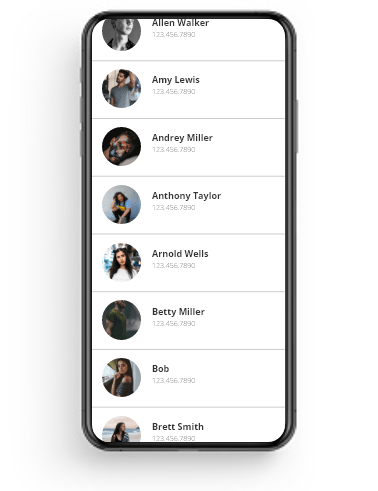 Allen Walker
123.456.7890
Amy Lewis
123.456.7890
Andrey Miller
123.456.7890
Anthony Taylor
123.456.7890
Arnold Wells
123.456.7890
Betty Miller
123.456.7890
Bob
123.456.7890
Brett Smith
123.456.7890